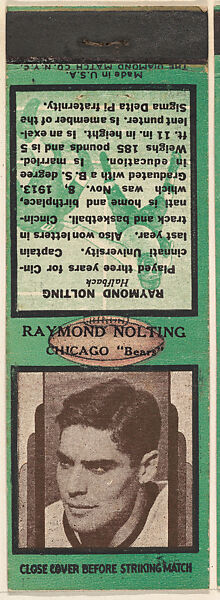 Made in U.S.A.
THE DIAMOND MATCH CO. N.Y.C.
RAYMOND NOLTING
Halfback
Played three years for Cin-
cinnati University. Captain
last year. Also won letters in
track and basketball. Cincin-
nati is home and birthplace,
which was Nov. 8, 1913.
Graduated with a B. S. degree
in education. Is married.
Weighs 185 pounds and is 5
ft. 11 in. in height. Is an excel-
lent punter. Is a member of the
Sigma Delta Pi fraternity.
RAYMOND NOLTING
CHICAGO "Bears"
CLOSE COVER BEFORE STRIKING MATCH